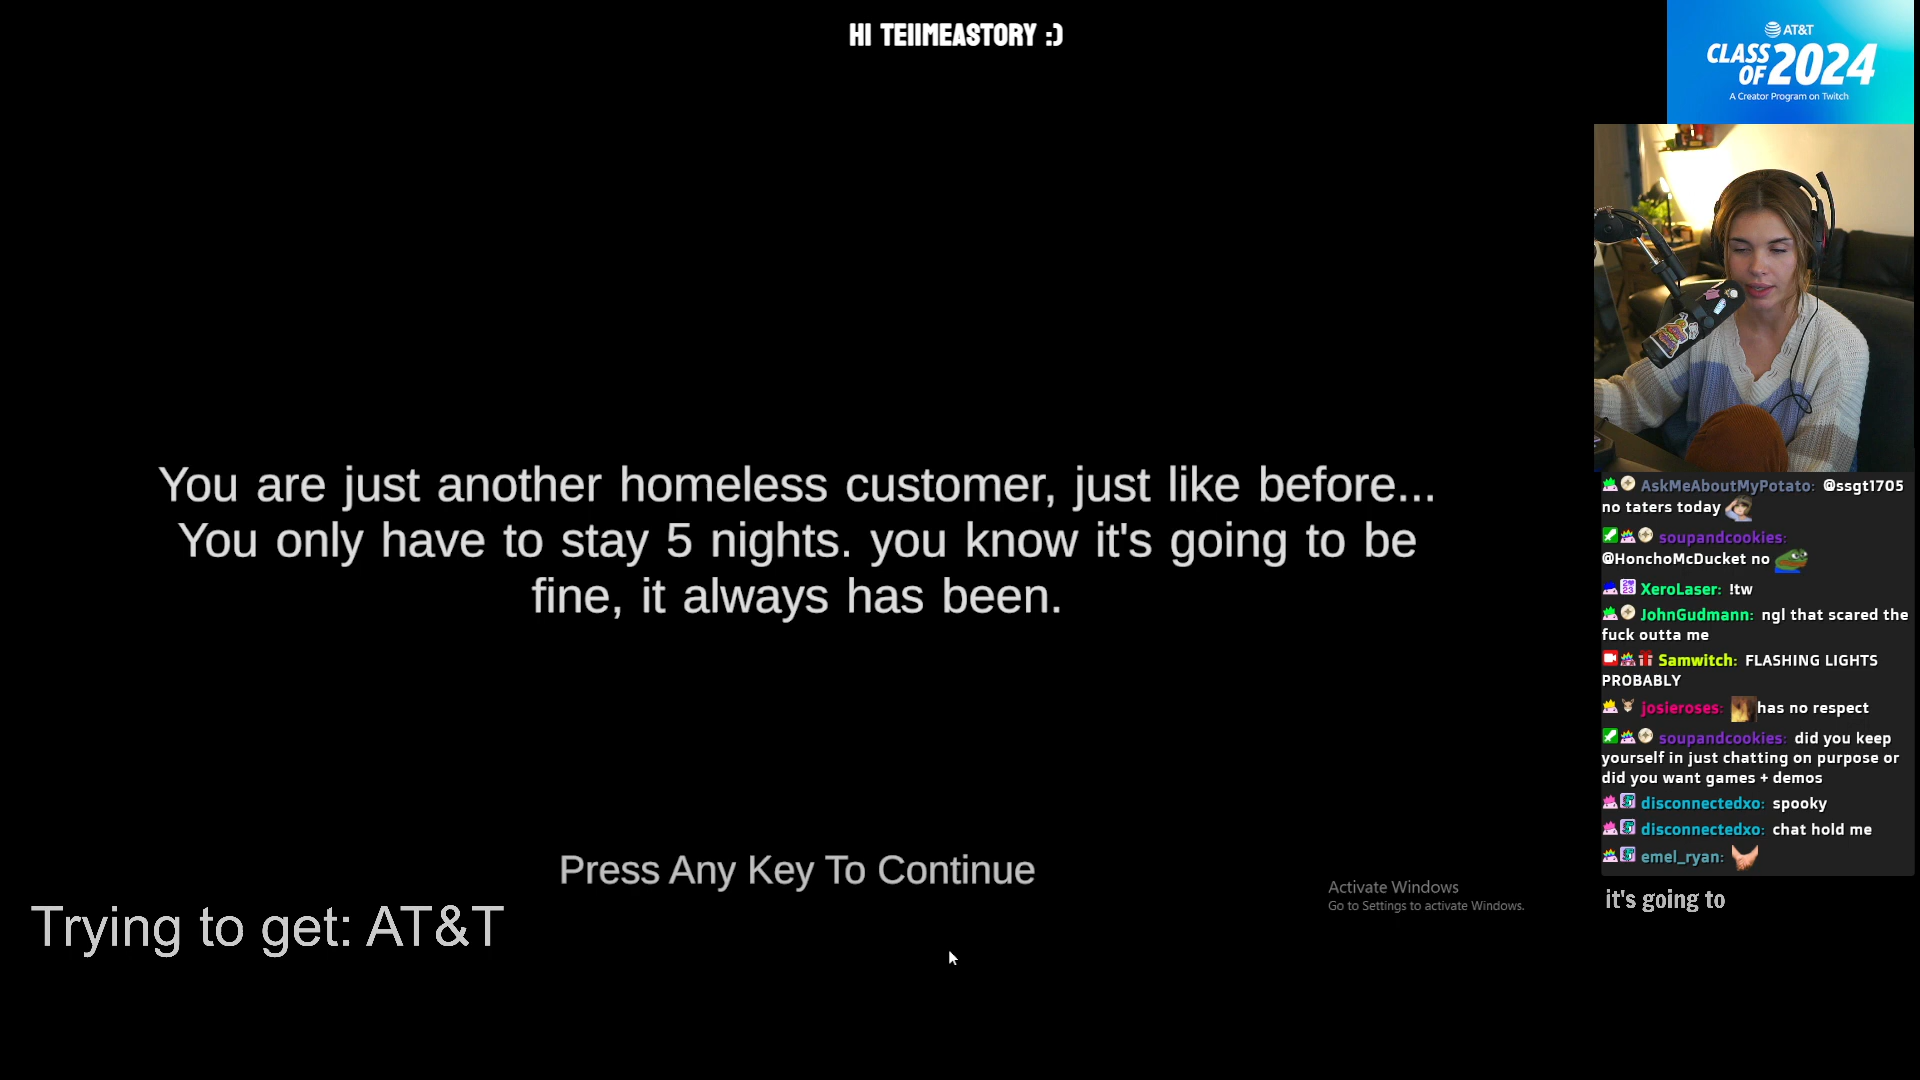 HI TEIIMEASTORY :)
AT&T
CLASS
OF 2024
A Creator Program on Twitch
You are just another homeless customer, just like before...
You only have to stay 5 nights. you know it's going to be
fine, it always has been.
Press Any Key To Continue
Activate Windows
Go to Settings to activate Windows.
Trying to get: AT&T
AskMeAboutMyPotato: @ssgt1705
no taters today
soupandcookies:
@HonchoMcDucket no
XeroLaser: !tw
JohnGudmann: ngl that scared the
fuck outta me
Samwitch: FLASHING LIGHTS
PROBABLY
josieroses: has no respect
soupandcookies: did you keep
yourself in just chatting on purpose or
did you want games + demos
disconnectedxo: spooky
disconnectedxo: chat hold me
emel_ryan:
it's going to